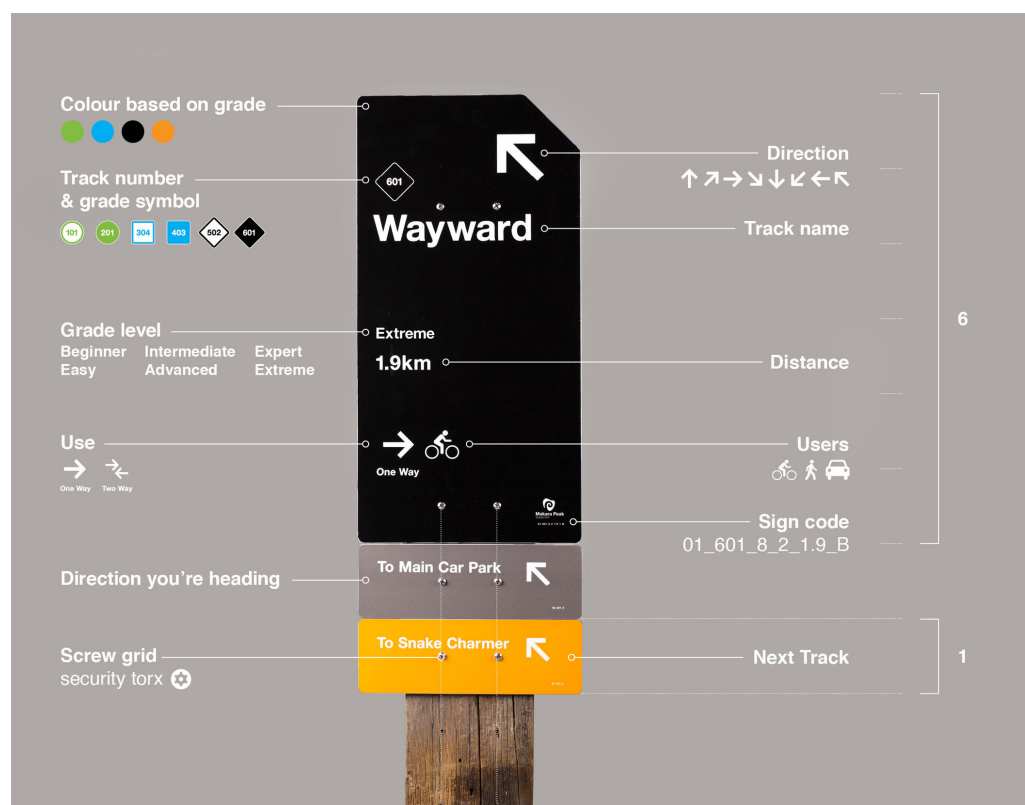 Colour based on grade
Track number
& grade symbol
101 201 304 403 502 601
Grade level
Beginner Intermediate Expert
Easy Advanced Extreme
Use
One Way Two Way
Direction you're heading
Screw grid
security torx
601
Wayward
Extreme
1.9km
One Way
Makara Peak
To Main Car Park
To Snake Charmer
Direction
Track name
Distance
Users
Sign code
01_601_8_2_1.9_B
Next Track
6
1